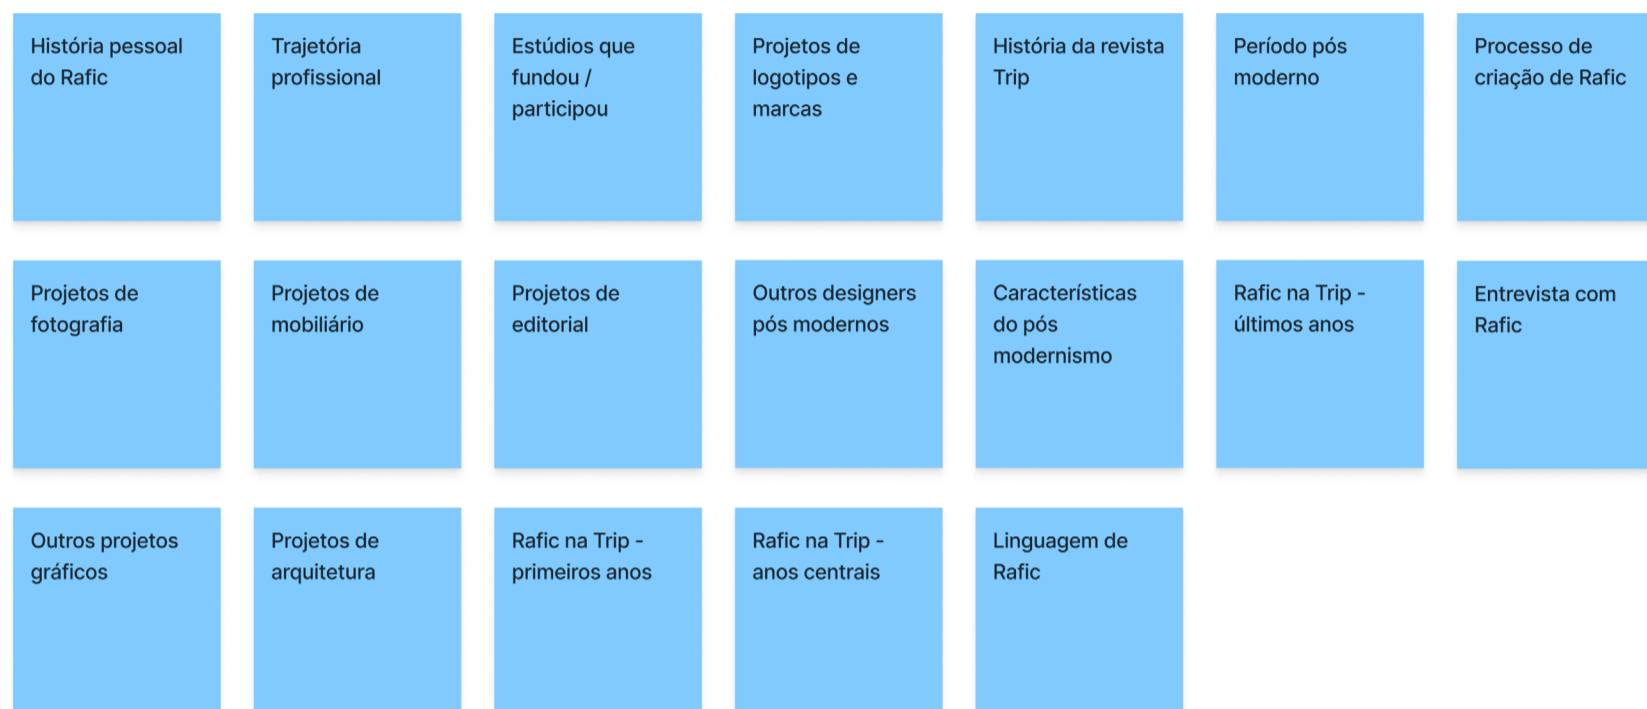 História pessoal
do Rafic
Trajetória
profissional
Estúdios que
fundou /
participou
Projetos de
logotipos e
marcas
História da revista
Trip
Período pós
moderno
Processo de
criação de Rafic
Projetos de
fotografia
Projetos de
mobiliário
Projetos de
editorial
Outros designers
pós modernos
Características
do pós
modernismo
Rafic na Trip -
últimos anos
Entrevista com
Rafic
Outros projetos
gráficos
Projetos de
arquitetura
Rafic na Trip -
primeiros anos
Rafic na Trip -
anos centrais
Linguagem de
Rafic